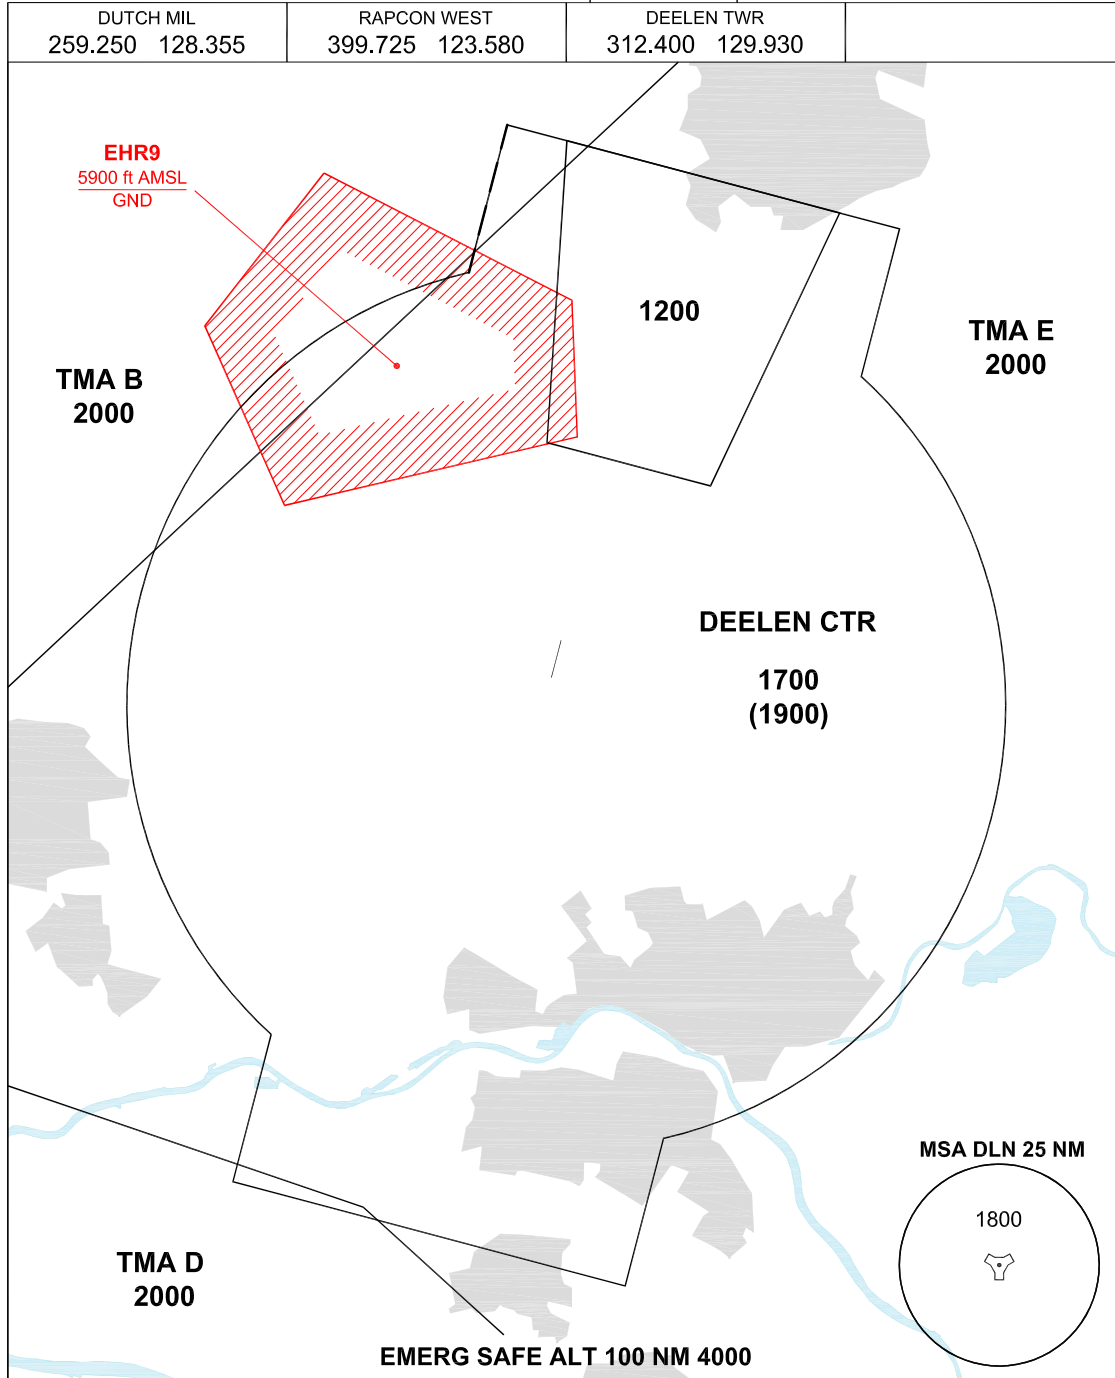 DUTCH MIL
259.250 128.355
RAPCON WEST
399.725 123.580
DEELEN TWR
312.400 129.930
EHR9
5900 ft AMSL
GND
1200
TMA E
2000
TMA B
2000
DEELEN CTR
1700
(1900)
MSA DLN 25 NM
1800
TMA D
2000
EMERG SAFE ALT 100 NM 4000